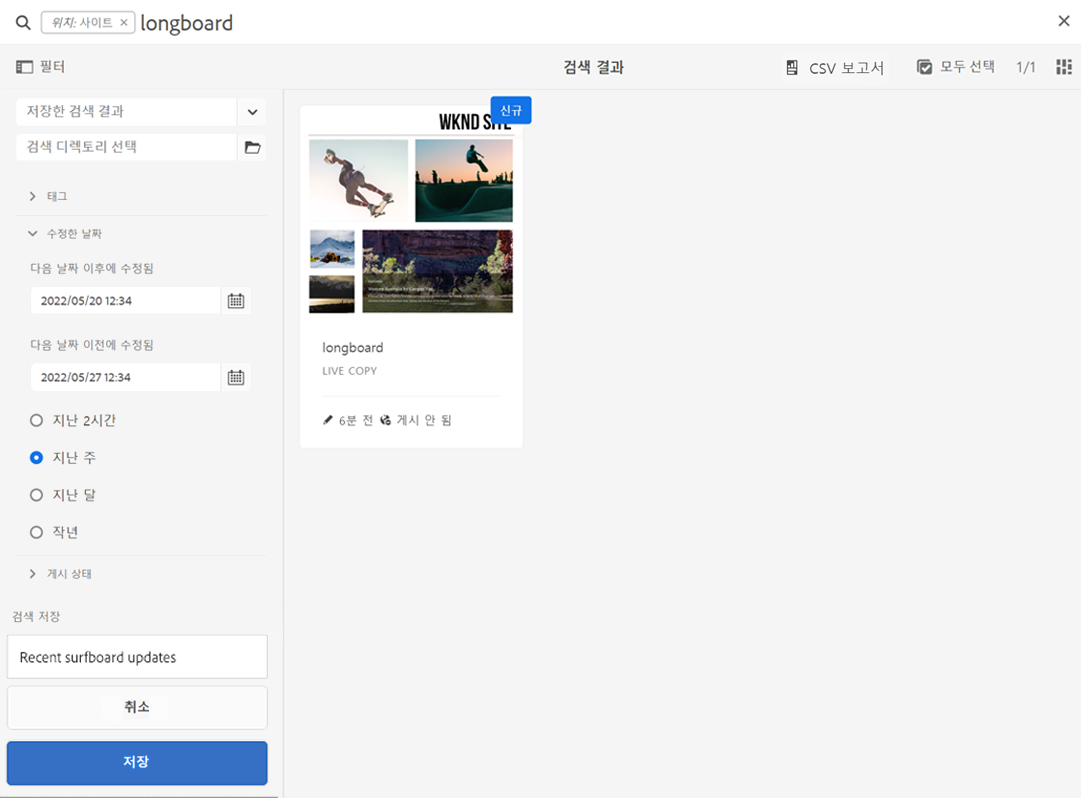 위치: 사이트 × longboard
필터
검색 결과
CSV 보고서
모두 선택
1/1
저장한 검색 결과
검색 디렉토리 선택
태그
수정한 날짜
다음 날짜 이후에 수정됨
2022/05/20 12:34
다음 날짜 이전에 수정됨
2022/05/27 12:34
지난 2시간
지난 주
지난 달
작년
게시 상태
검색 저장
Recent surfboard updates
취소
저장
신규
WKND SITE
longboard
LIVE COPY
6분 전 게시 안 됨